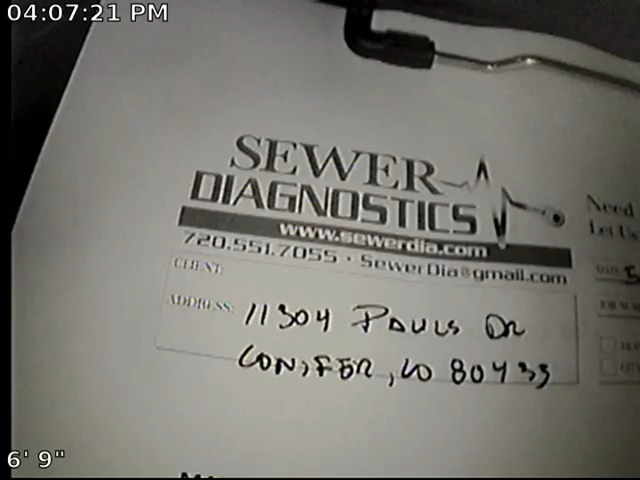 04:07:21 PM
SEWER
DIAGNOSTICS
www.sewerdia.com
720.551.7055 · SewerDia@gmail.com
Need
Let Us
CLIENT:
ADDRESS: 11304 PAULS DR
CONIFER, CO 80433
DATE
6' 9"